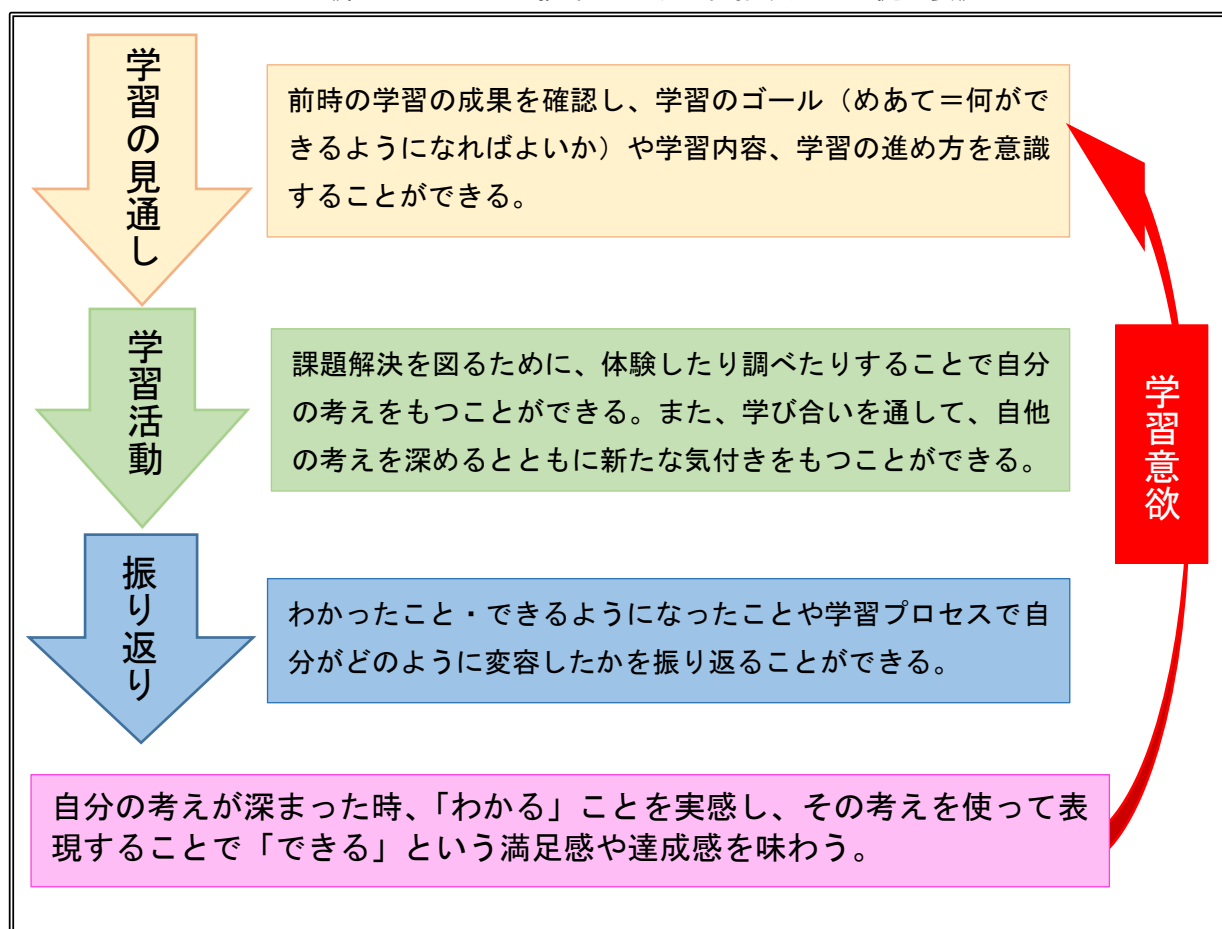 学習の見通し
前時の学習の成果を確認し、学習のゴール（めあて＝何がで
きるようになればよいか）や学習内容、学習の進め方を意識
することができる。
学習活動
課題解決を図るために、体験したり調べたりすることで自分
の考えをもつことができる。また、学び合いを通して、自他
の考えを深めるとともに新たな気付きをもつことができる。
学習意欲
振り返り
わかったこと・できるようになったことや学習プロセスで自
分がどのように変容したかを振り返ることができる。
自分の考えが深まった時、「わかる」ことを実感し、その考えを使って表
現することで「できる」という満足感や達成感を味わう。